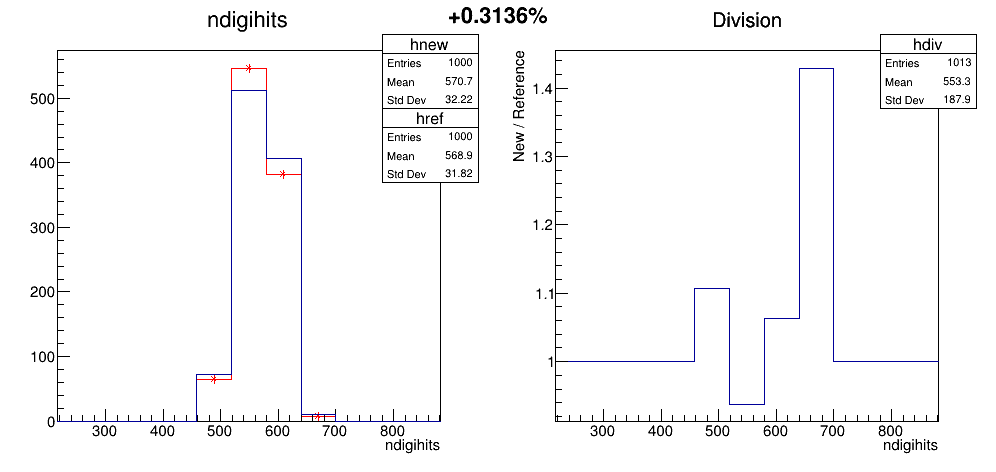 +0.3136%
ndigihits
hnew
Entries 1000
Mean 570.7
Std Dev 32.22
href
Entries 1000
Mean 568.9
Std Dev 31.82
500
400
300
200
100
0
300 400 500 600 700 800
ndigihits
Division
hdiv
Entries 1013
Mean 553.3
Std Dev 187.9
New / Reference
1.4
1.3
1.2
1.1
1
300 400 500 600 700 800
ndigihits